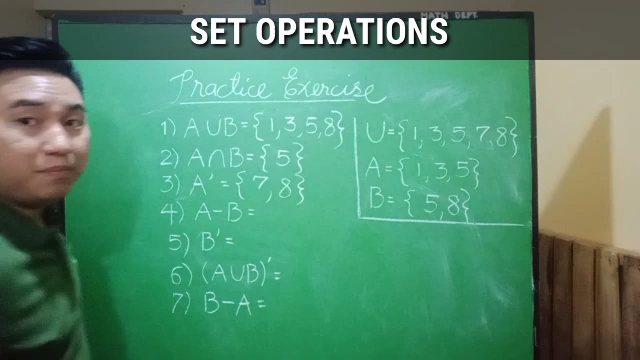 MATH DEPT.
SET OPERATIONS
Practice Exercise
1) A∪B={1,3,5,8}
2) A∩B={5}
3) A'={7,8}
4) A-B=
5) B'=
6) (A∪B)'=
7) B-A=
U={1,3,5,7,8}
A={1,3,5}
B={5,8}